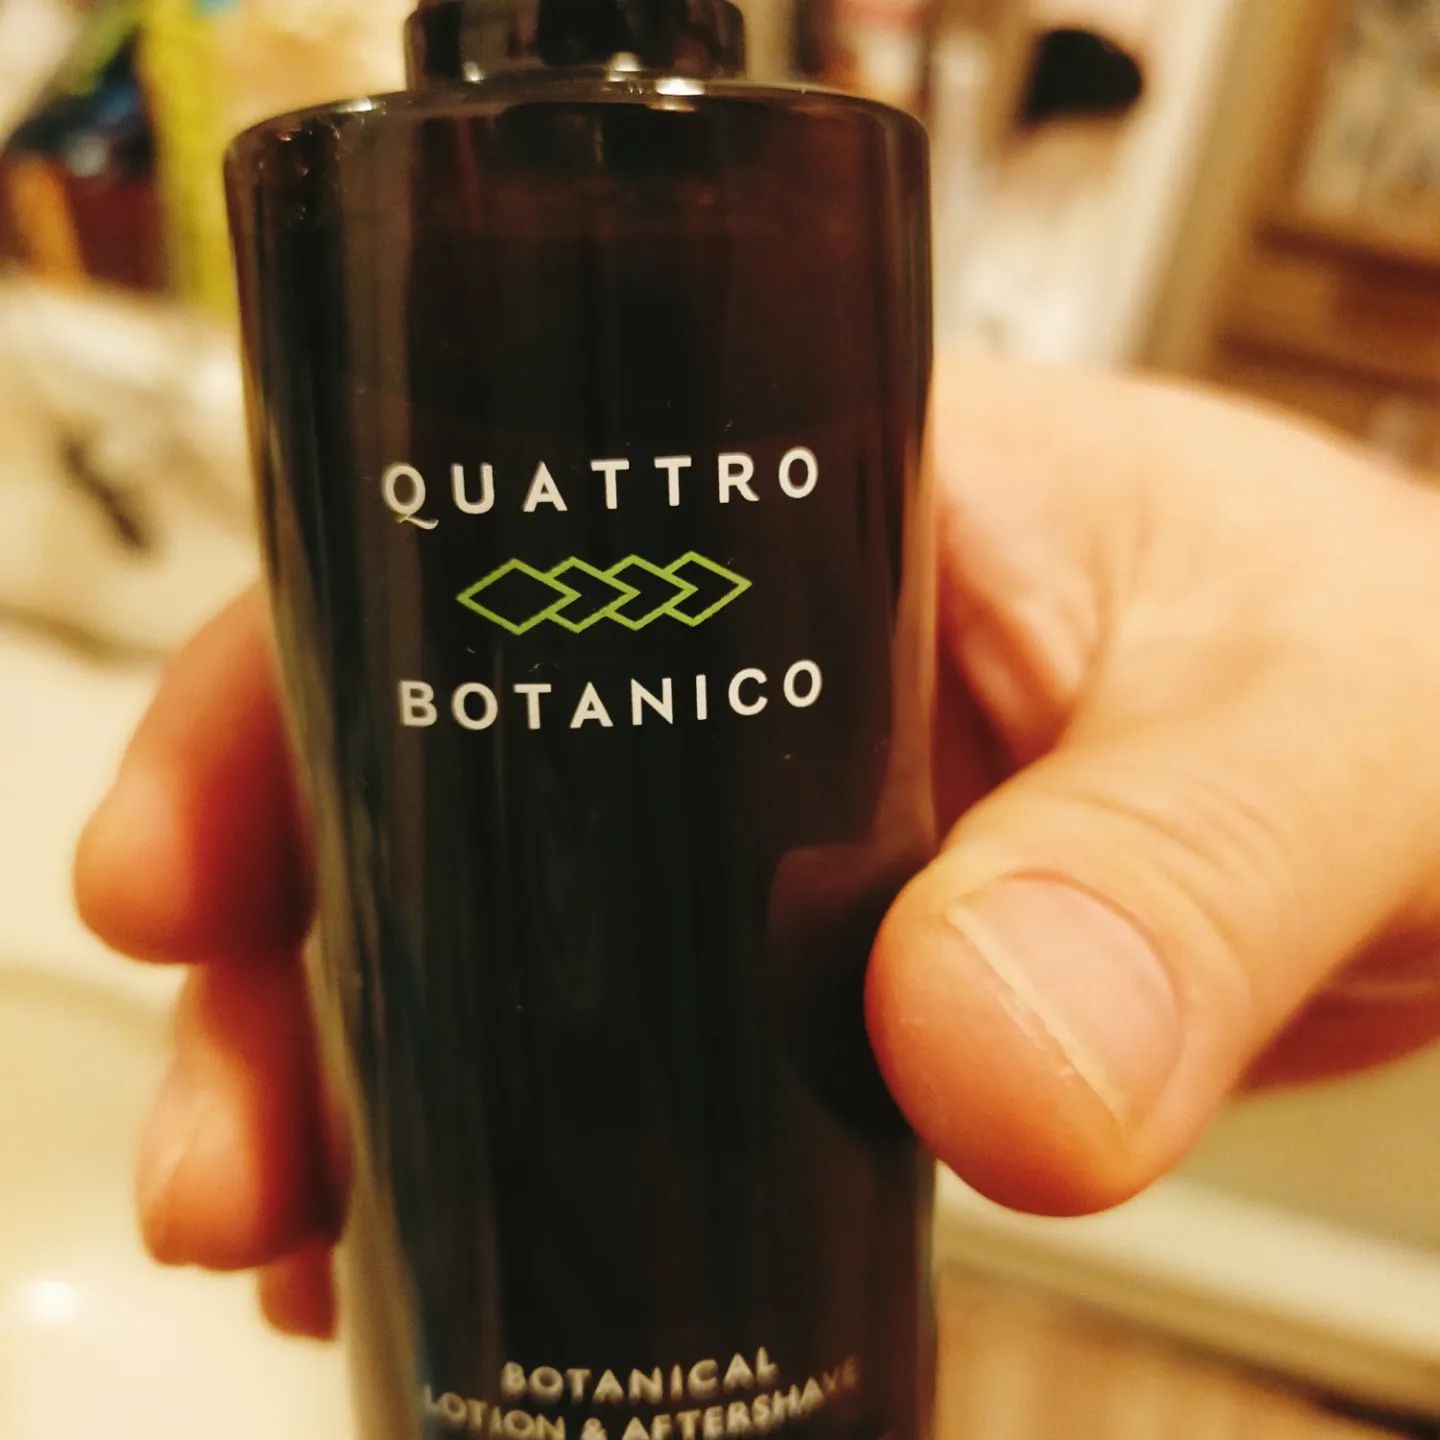 QUATTRO
BOTANICO
BOTANICAL
LOTION & AFTERSHAVE